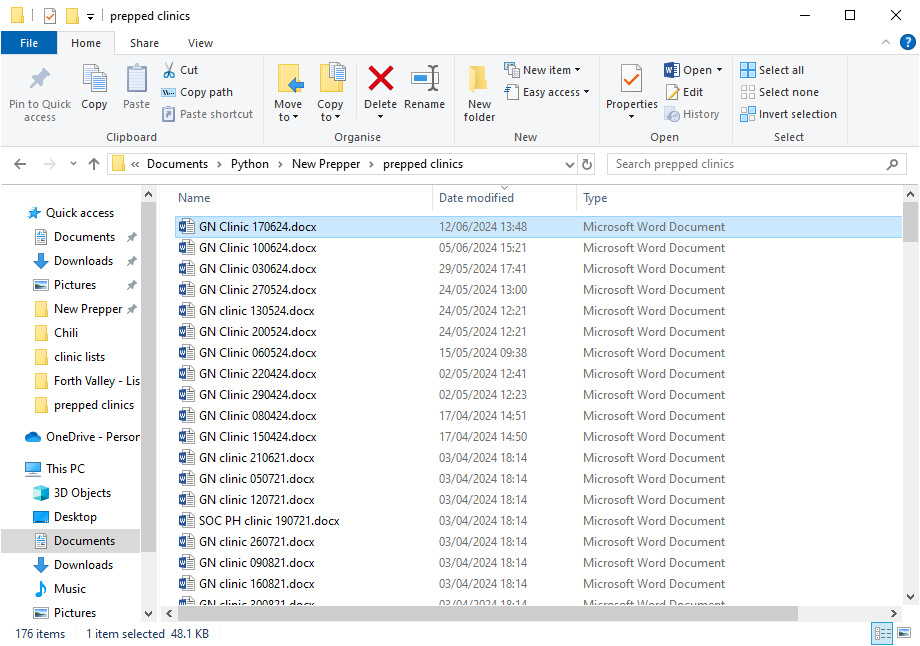 prepped clinics
File Home Share View
Pin to Quick access
Copy
Paste
Cut
Copy path
Paste shortcut
Clipboard
Move to
Copy to
Delete
Rename
Organise
New folder
New item
Easy access
New
Properties
Open
Edit
History
Open
Select all
Select none
Invert selection
Select
« Documents > Python > New Prepper > prepped clinics
Search prepped clinics
Quick access
Documents
Downloads
Pictures
New Prepper
Chili
clinic lists
Forth Valley - Lis
prepped clinics
OneDrive - Person
This PC
3D Objects
Desktop
Documents
Downloads
Music
Pictures
Name Date modified Type
GN Clinic 170624.docx 12/06/2024 13:48 Microsoft Word Document
GN Clinic 100624.docx 05/06/2024 15:21 Microsoft Word Document
GN Clinic 030624.docx 29/05/2024 17:41 Microsoft Word Document
GN Clinic 270524.docx 24/05/2024 13:00 Microsoft Word Document
GN clinic 130524.docx 24/05/2024 12:21 Microsoft Word Document
GN Clinic 200524.docx 24/05/2024 12:21 Microsoft Word Document
GN Clinic 060524.docx 15/05/2024 09:38 Microsoft Word Document
GN Clinic 220424.docx 02/05/2024 12:41 Microsoft Word Document
GN Clinic 290424.docx 02/05/2024 12:23 Microsoft Word Document
GN Clinic 080424.docx 17/04/2024 14:51 Microsoft Word Document
GN Clinic 150424.docx 17/04/2024 14:50 Microsoft Word Document
GN clinic 210621.docx 03/04/2024 18:14 Microsoft Word Document
GN clinic 050721.docx 03/04/2024 18:14 Microsoft Word Document
GN clinic 120721.docx 03/04/2024 18:14 Microsoft Word Document
SOC PH clinic 190721.docx 03/04/2024 18:14 Microsoft Word Document
GN clinic 260721.docx 03/04/2024 18:14 Microsoft Word Document
GN clinic 090821.docx 03/04/2024 18:14 Microsoft Word Document
GN clinic 160821.docx 03/04/2024 18:14 Microsoft Word Document
GN clinic 300821.docx 03/04/2024 18:14 Microsoft Word Document
176 items 1 item selected 48.1 KB